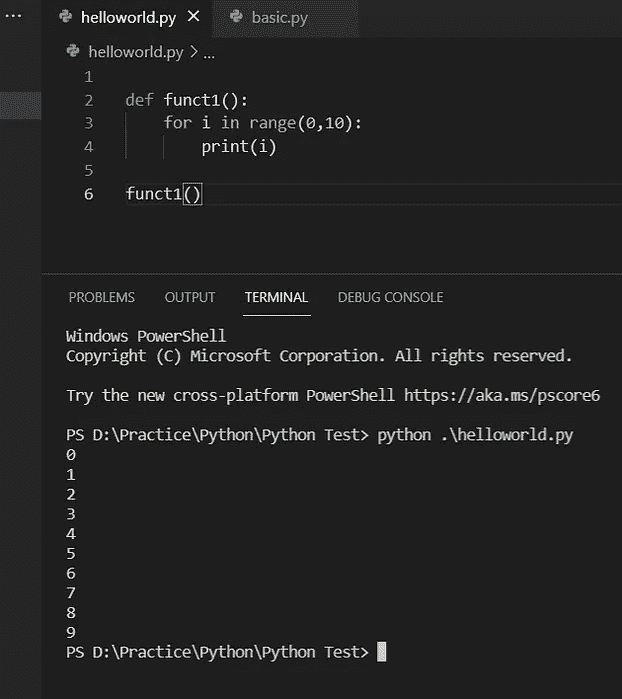 ... helloworld.py × basic.py
helloworld.py > ...
1
2 def funct1():
3     for i in range(0,10):
4         print(i)
5
6 funct1()
PROBLEMS OUTPUT TERMINAL DEBUG CONSOLE
Windows PowerShell
Copyright (C) Microsoft Corporation. All rights reserved.
Try the new cross-platform PowerShell https://aka.ms/pscore6
PS D:\Practice\Python\Python Test> python .\helloworld.py
0
1
2
3
4
5
6
7
8
9
PS D:\Practice\Python\Python Test>